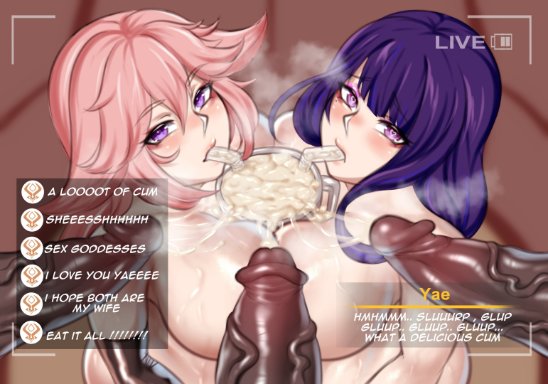 LIVE
A LOOOOT OF CUM
SHEEESSHHHHHH
SEX GODDESSES
I LOVE YOU YAEEEE
I HOPE BOTH ARE
MY WIFE
EAT IT ALL !!!!!!!!
Yae
HMHMMM.. SLUUURP , GLUP
GLUUP.. GLUUP.. GLUUP...
WHAT A DELICIOUS CUM